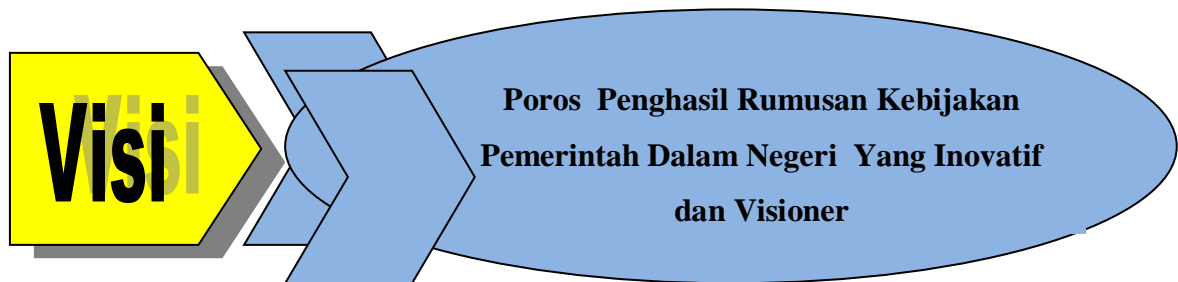 Visi
Poros Penghasil Rumusan Kebijakan
Pemerintah Dalam Negeri Yang Inovatif
dan Visioner